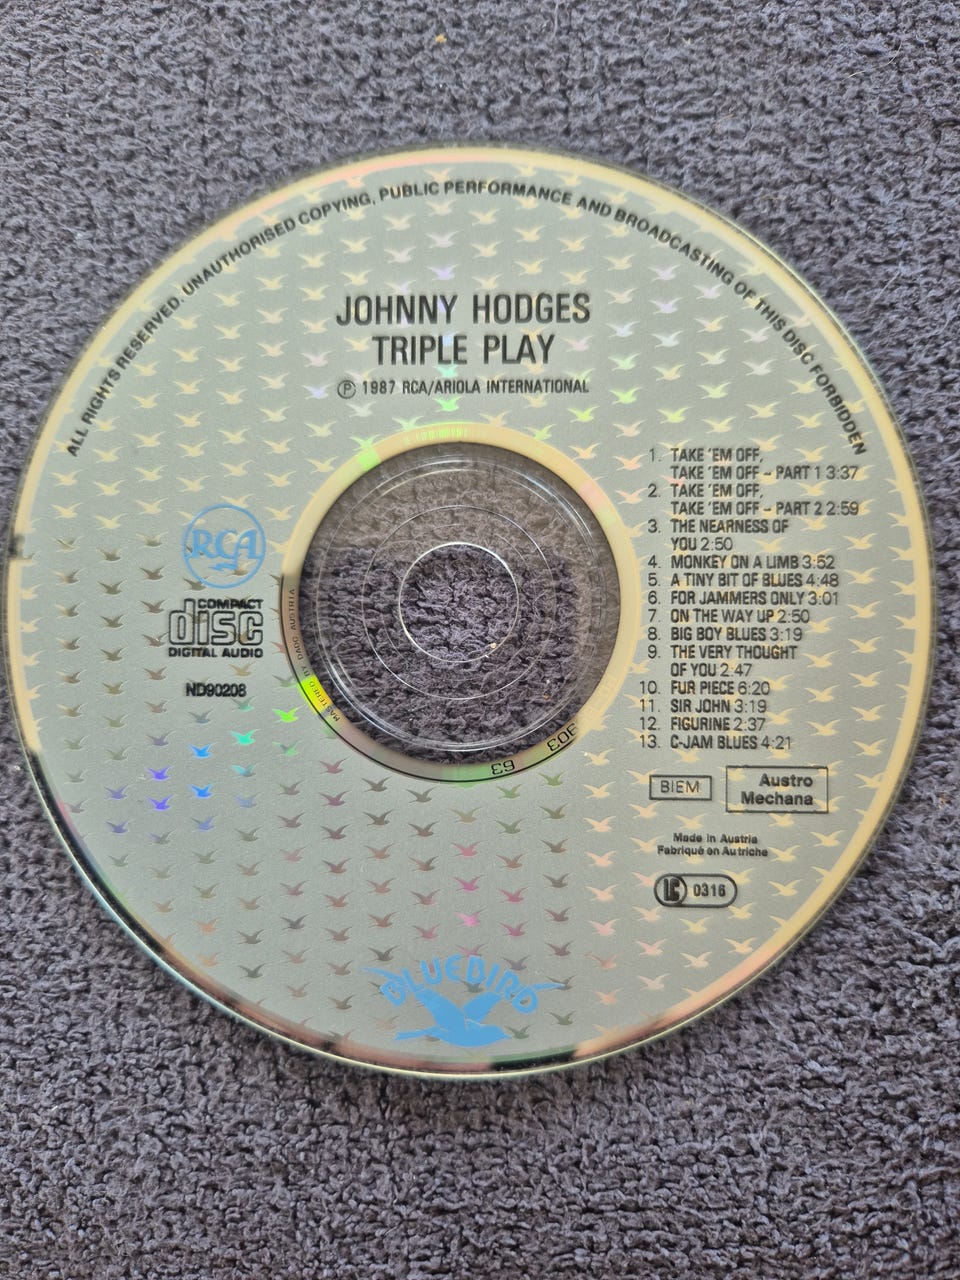 ALL RIGHTS RESERVED. UNAUTHORISED COPYING, PUBLIC PERFORMANCE AND BROADCASTING OF THIS DISC FORBIDDEN
JOHNNY HODGES
TRIPLE PLAY
Ⓟ 1987 RCA/ARIOLA INTERNATIONAL
RCA
COMPACT
disc
DIGITAL AUDIO
ND90208
1. TAKE 'EM OFF,
TAKE 'EM OFF – PART 1 3:37
2. TAKE 'EM OFF,
TAKE 'EM OFF – PART 2 2:59
3. THE NEARNESS OF
YOU 2:50
4. MONKEY ON A LIMB 3:52
5. A TINY BIT OF BLUES 4:48
6. FOR JAMMERS ONLY 3:01
7. ON THE WAY UP 2:50
8. BIG BOY BLUES 3:19
9. THE VERY THOUGHT
OF YOU 2:47
10. FUR PIECE 6:20
11. SIR JOHN 3:19
12. FIGURINE 2:37
13. C-JAM BLUES 4:21
BIEM
Austro
Mechana
Made in Austria
Fabriqué en Autriche
LC 0316
MASTERED BY DADC AUSTRIA
63
903
BLUEBIRD